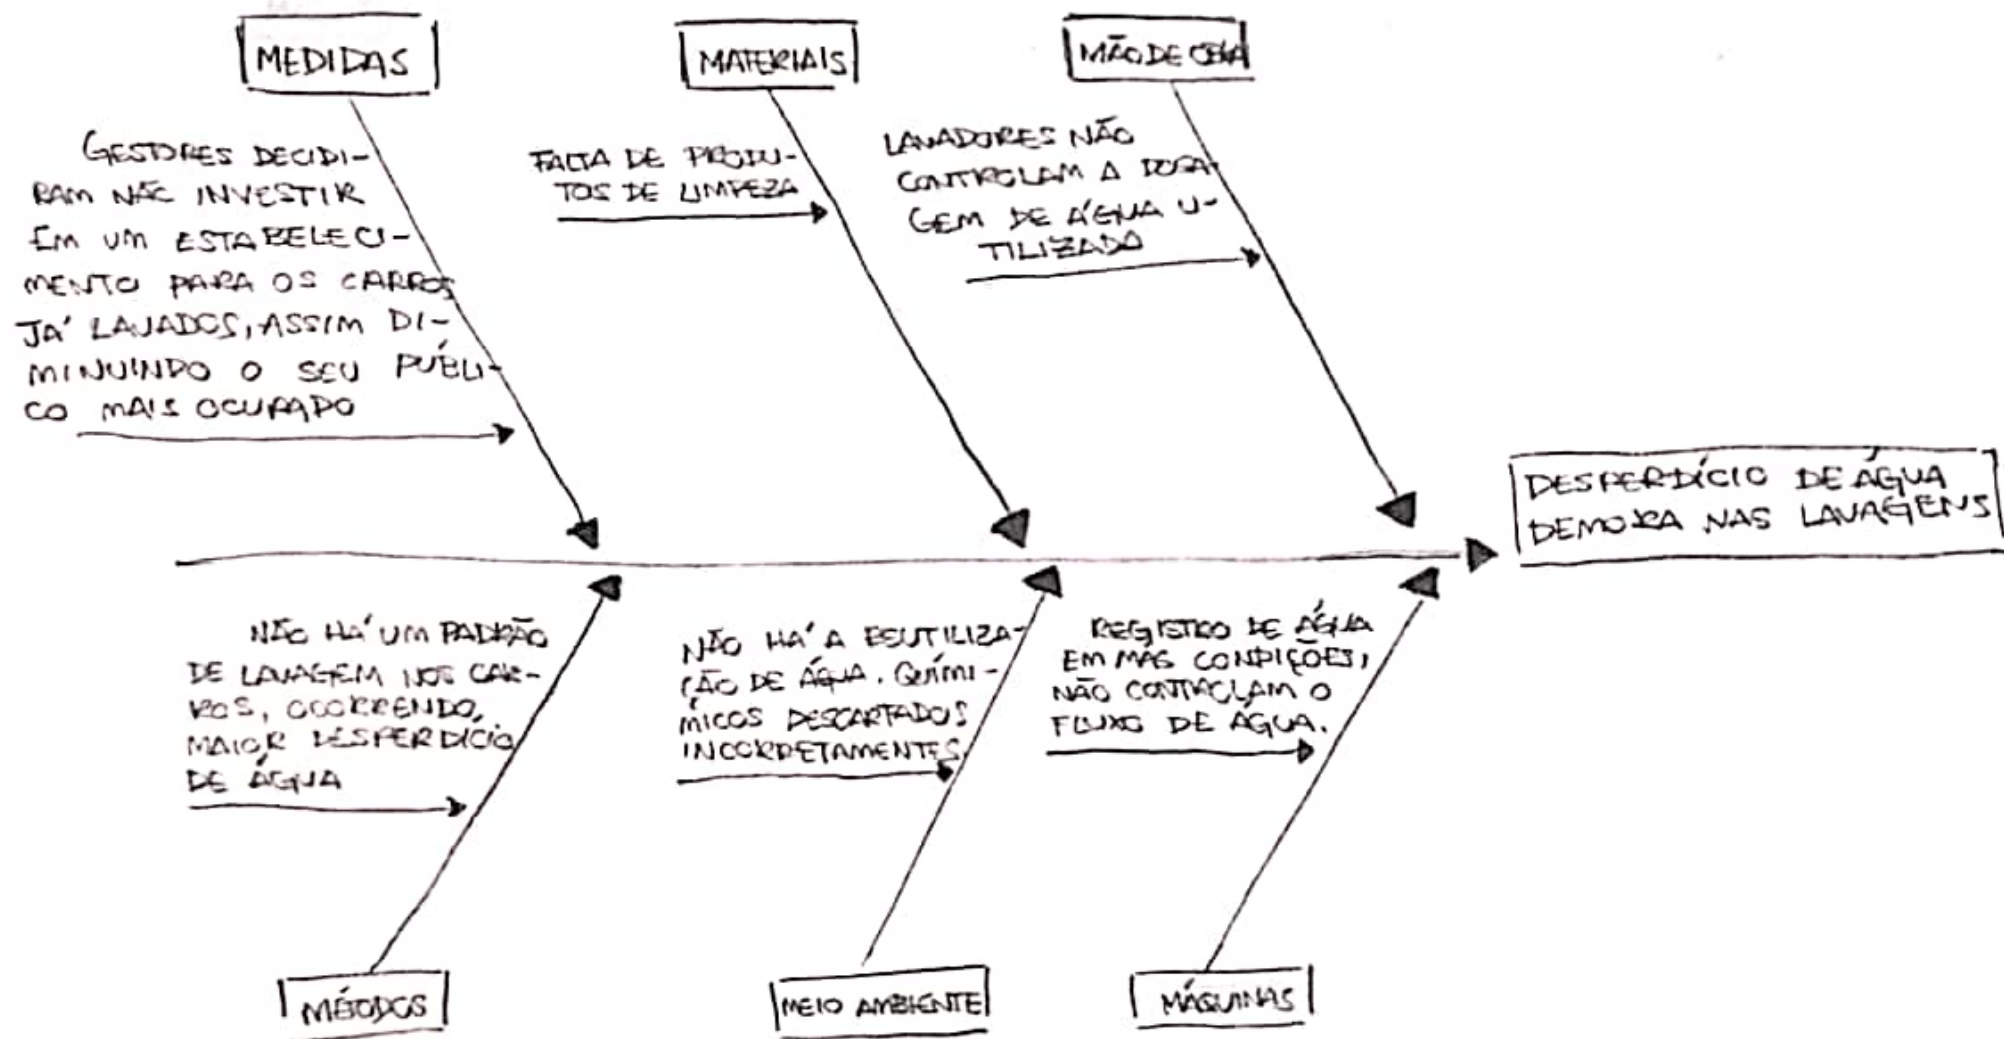 MEDIDAS
GESTORES DECIDI-
RAM NÃO INVESTIR
EM UM ESTABELECI-
MENTO PARA OS CARROS
JÁ LAVADOS, ASSIM DI-
MINUINDO O SEU PÚBLI-
CO MAIS OCUPADO
MATERIAIS
FALTA DE PRODU-
TOS DE LIMPEZA
MÃO DE OBRA
LAVADORES NÃO
CONTROLAM A DOSA-
GEM DE ÁGUA U-
TILIZADA
DESPERDÍCIO DE ÁGUA
DEMORA NAS LAVAGENS
NÃO HÁ UM PADRÃO
DE LAVAGEM NOS CAR-
ROS, OCORRENDO
MAIOR DESPERDÍCIO
DE ÁGUA
MÉTODOS
NÃO HÁ A REUTILIZA-
ÇÃO DE ÁGUA. QUÍMI-
MICOS DESCARTADOS
INCORRETAMENTES.
MEIO AMBIENTE
REGISTRO DE ÁGUA
EM MÁS CONDIÇÕES,
NÃO CONTROLAM O
FLUXO DE ÁGUA.
MÁQUINAS